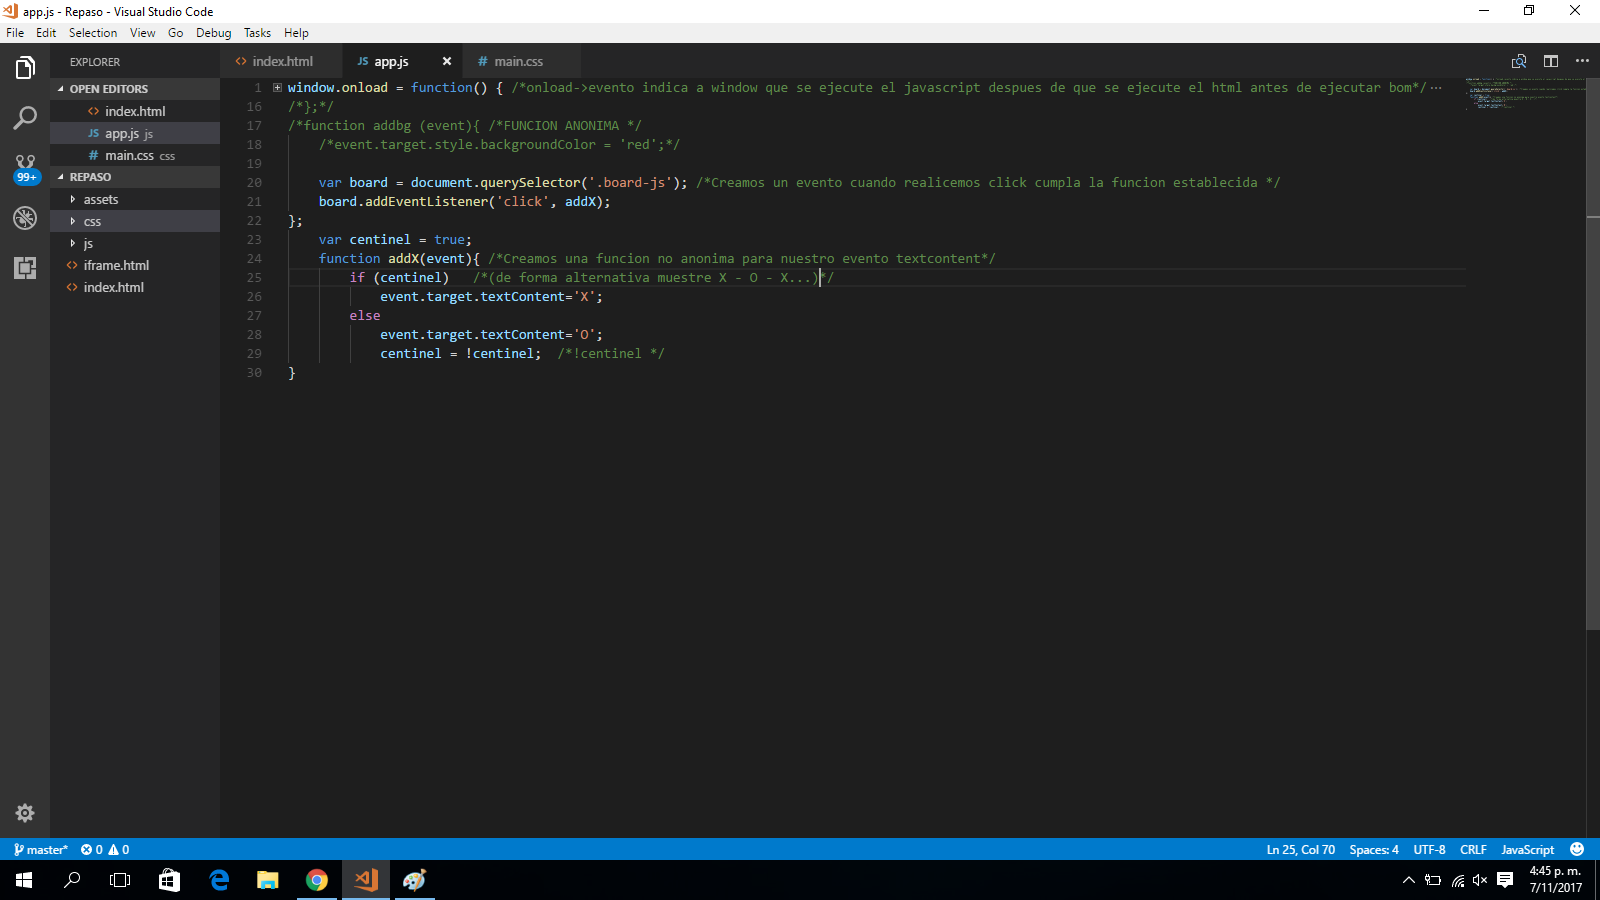 app.js - Repaso - Visual Studio Code
File Edit Selection View Go Debug Tasks Help
EXPLORER
OPEN EDITORS
index.html
app.js js
main.css css
REPASO
assets
css
js
iframe.html
index.html
99+
index.html
app.js
main.css
1 window.onload = function() { /*onload->evento indica a window que se ejecute el javascript despues de que se ejecute el html antes de ejecutar bom*/ ...
16 /*};*/
17 /*function addbg (event){ /*FUNCION ANONIMA */
18 /*event.target.style.backgroundColor = 'red';*/
19
20 var board = document.querySelector('.board-js'); /*Creamos un evento cuando realicemos click cumpla la funcion establecida */
21 board.addEventListener('click', addX);
22 };
23 var centinel = true;
24 function addX(event){ /*Creamos una funcion no anonima para nuestro evento textcontent*/
25 if (centinel) /*(de forma alternativa muestre X - O - X...)*/
26 event.target.textContent='X';
27 else
28 event.target.textContent='O';
29 centinel = !centinel; /*!centinel */
30 }
master* 0 0
Ln 25, Col 70 Spaces: 4 UTF-8 CRLF JavaScript
4:45 p. m.
7/11/2017